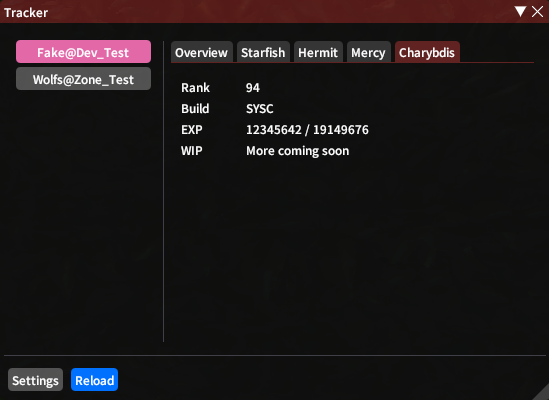 Tracker
Fake@Dev_Test
Wolfs@Zone_Test
Overview Starfish Hermit Mercy Charybdis
Rank 94
Build SYSC
EXP 12345642 / 19149676
WIP More coming soon
Settings Reload